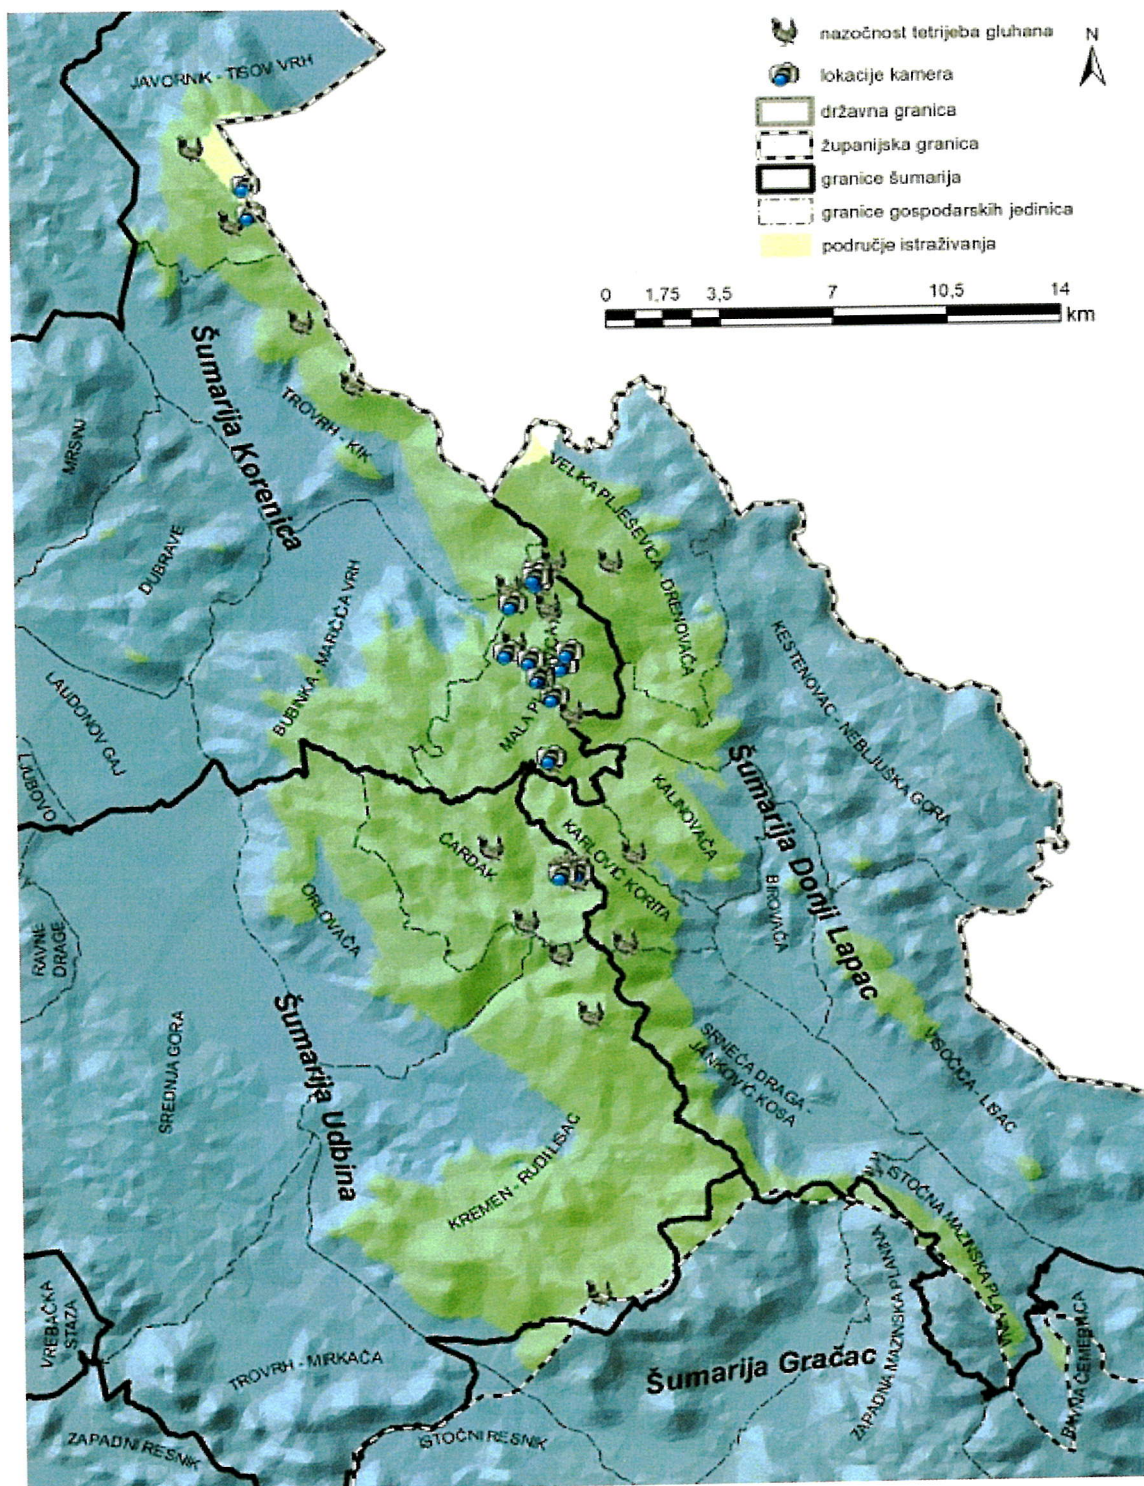 nazočnost tetrijeba gluhana
N
lokacije kamera
državna granica
županijska granica
granice šumarija
granice gospodarskih jedinica
područje istraživanja
0 1,75 3,5 7 10,5 14
km
JAVORNIK - TISOV VRH
Šumarija Korenica
TROVRH - KIK
MRSINJ
VELKA PLJEŠEVICA - DRENOVAČA
DUBRAVE
BUBINKA - MARIČĆA VRH
KESTENOVAC - NEBLJUŠKA GORA
LAUDONOV GAJ
LJUBOVO
MALA
Šumarija Donji Lapac
KALINOVAČA
ČARDAK
KARLOVIĆ KORITA
BIROVAČA
ORLOVAČA
RAVNE
DRAGE
Šumarija Udbina
SREDNJA GORA
SRNEĆA DRAGA -
JANKOVIĆ KOSA
VISOČICA - LISAC
KREMEN - RUDI LISAC
ISTOČNA MAZINSKA PLANINA
ZAPADNA MAZINSKA PLANINA
VREBAČKA
STAZA
TROVRH - MIRKAČA
Šumarija Gračac
ČEMERNICA
ZAPADNI RESNIK
ISTOČNI RESNIK